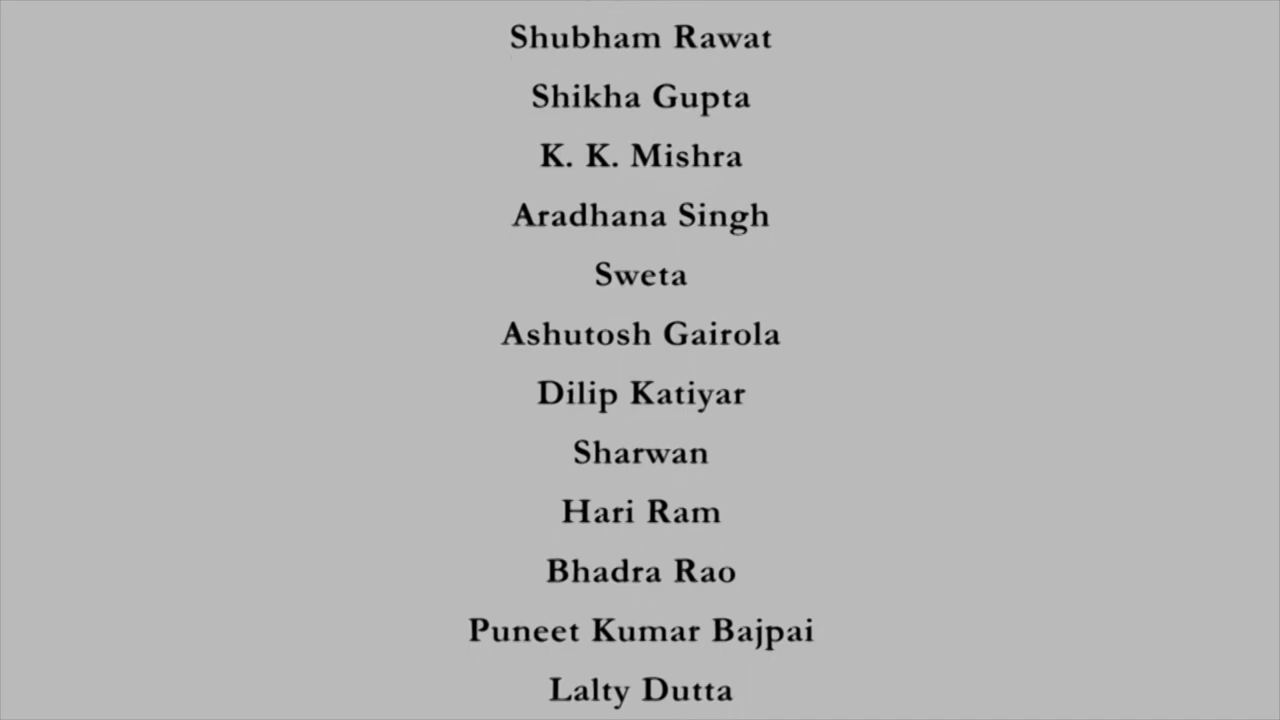 Shubham Rawat
Shikha Gupta
K. K. Mishra
Aradhana Singh
Sweta
Ashutosh Gairola
Dilip Katiyar
Sharwan
Hari Ram
Bhadra Rao
Puneet Kumar Bajpai
Lalty Dutta